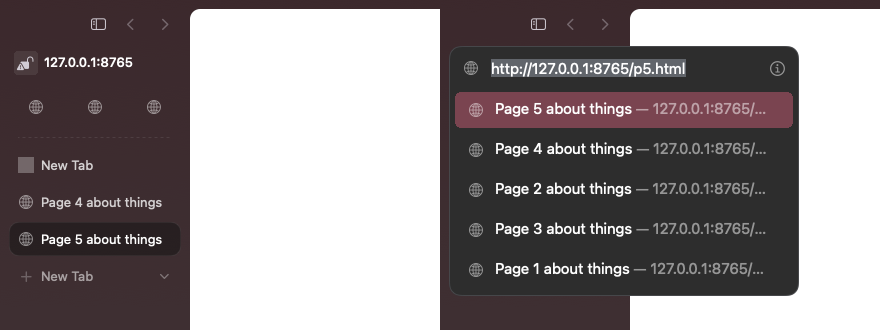 127.0.0.1:8765
New Tab
Page 4 about things
Page 5 about things
New Tab
http://127.0.0.1:8765/p5.html
Page 5 about things — 127.0.0.1:8765/...
Page 4 about things — 127.0.0.1:8765/...
Page 2 about things — 127.0.0.1:8765/...
Page 3 about things — 127.0.0.1:8765/...
Page 1 about things — 127.0.0.1:8765/...